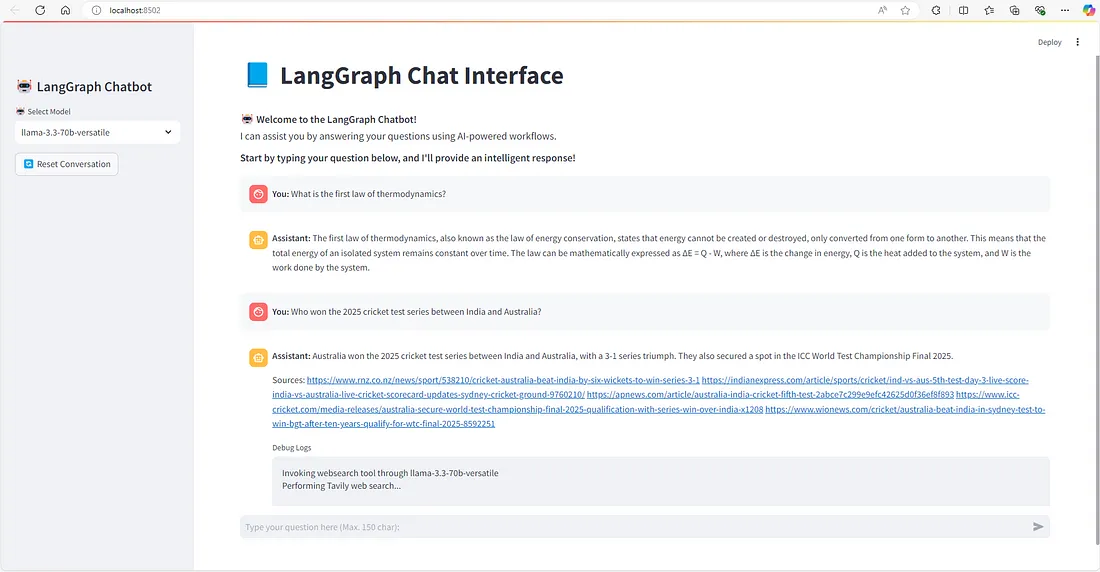 localhost:8502
Deploy
LangGraph Chatbot
Select Model
llama-3.3-70b-versatile
Reset Conversation
LangGraph Chat Interface
Welcome to the LangGraph Chatbot!
I can assist you by answering your questions using AI-powered workflows.
Start by typing your question below, and I'll provide an intelligent response!
You: What is the first law of thermodynamics?
Assistant: The first law of thermodynamics, also known as the law of energy conservation, states that energy cannot be created or destroyed, only converted from one form to another. This means that the
total energy of an isolated system remains constant over time. The law can be mathematically expressed as ΔE = Q - W, where ΔE is the change in energy, Q is the heat added to the system, and W is the
work done by the system.
You: Who won the 2025 cricket test series between India and Australia?
Assistant: Australia won the 2025 cricket test series between India and Australia, with a 3-1 series triumph. They also secured a spot in the ICC World Test Championship Final 2025.
Sources: https://www.rnz.co.nz/news/sport/538210/cricket-australia-beat-india-by-six-wickets-to-win-series-3-1 https://indianexpress.com/article/sports/cricket/ind-vs-aus-5th-test-day-3-live-score-
india-vs-australia-live-cricket-scorecard-updates-sydney-cricket-ground-9760210/ https://apnews.com/article/australia-india-cricket-fifth-test-2abce7c299e9efc42625d0f36ef8f893 https://www.icc-
cricket.com/media-releases/australia-secure-world-test-championship-final-2025-qualification-with-series-win-over-india-x1208 https://www.wionews.com/cricket/australia-beat-india-in-sydney-test-to-
win-bgt-after-ten-years-qualify-for-wtc-final-2025-8592251
Debug Logs
Invoking websearch tool through llama-3.3-70b-versatile
Performing Tavily web search...
Type your question here (Max. 150 char):